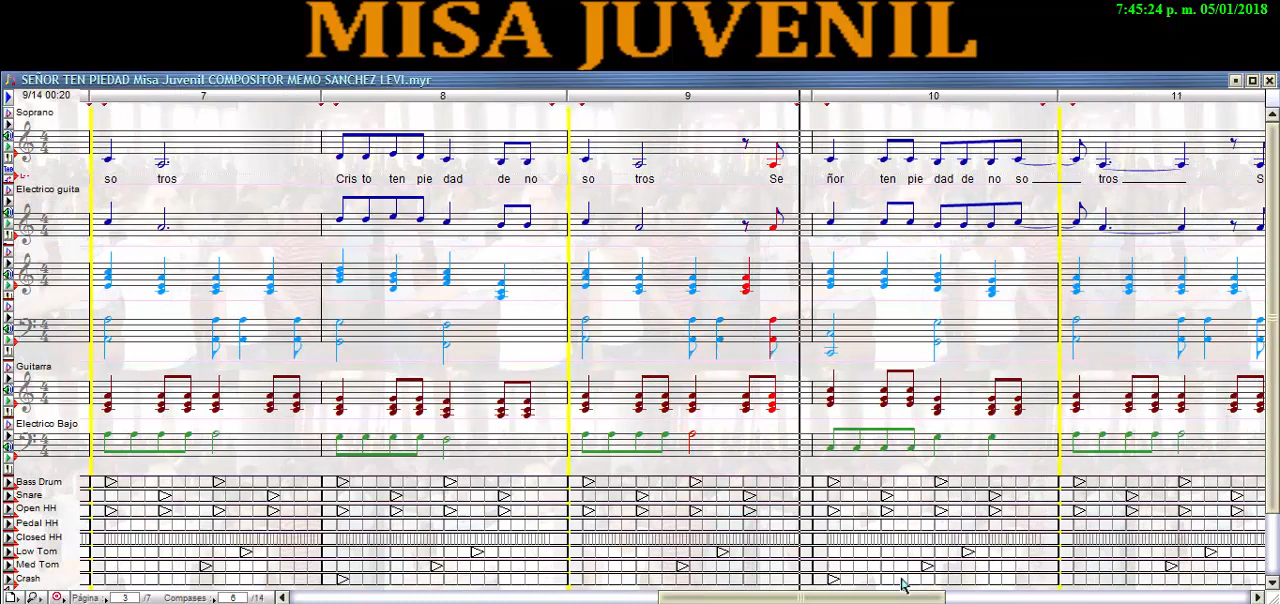 MISA JUVENIL
7:45:24 p. m. 05/01/2018
SEÑOR TEN PIEDAD Misa Juvenil COMPOSITOR MEMO SANCHEZ LEVI.myr
9/14 00:20 7 8 9 10 11
Soprano
so tros Cris to ten pie dad de no so tros Se ñor ten pie dad de no so tros S
Electrico guita
Guitarra
Electrico Bajo
Bass Drum
Snare
Open HH
Pedal HH
Closed HH
Low Tom
Med Tom
Crash
Página 3 /7 Compases 6 /14